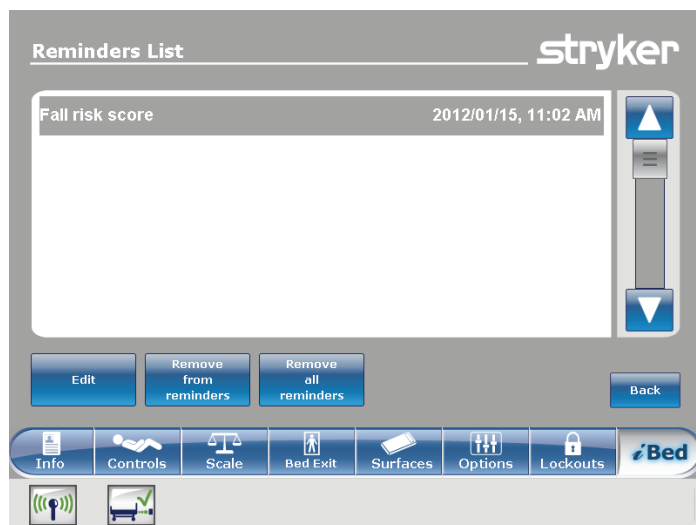 Reminders List
stryker
Fall risk score 2012/01/15, 11:02 AM
Edit
Remove
from
reminders
Remove
all
reminders
Back
Info Controls Scale Bed Exit Surfaces Options Lockouts iBed